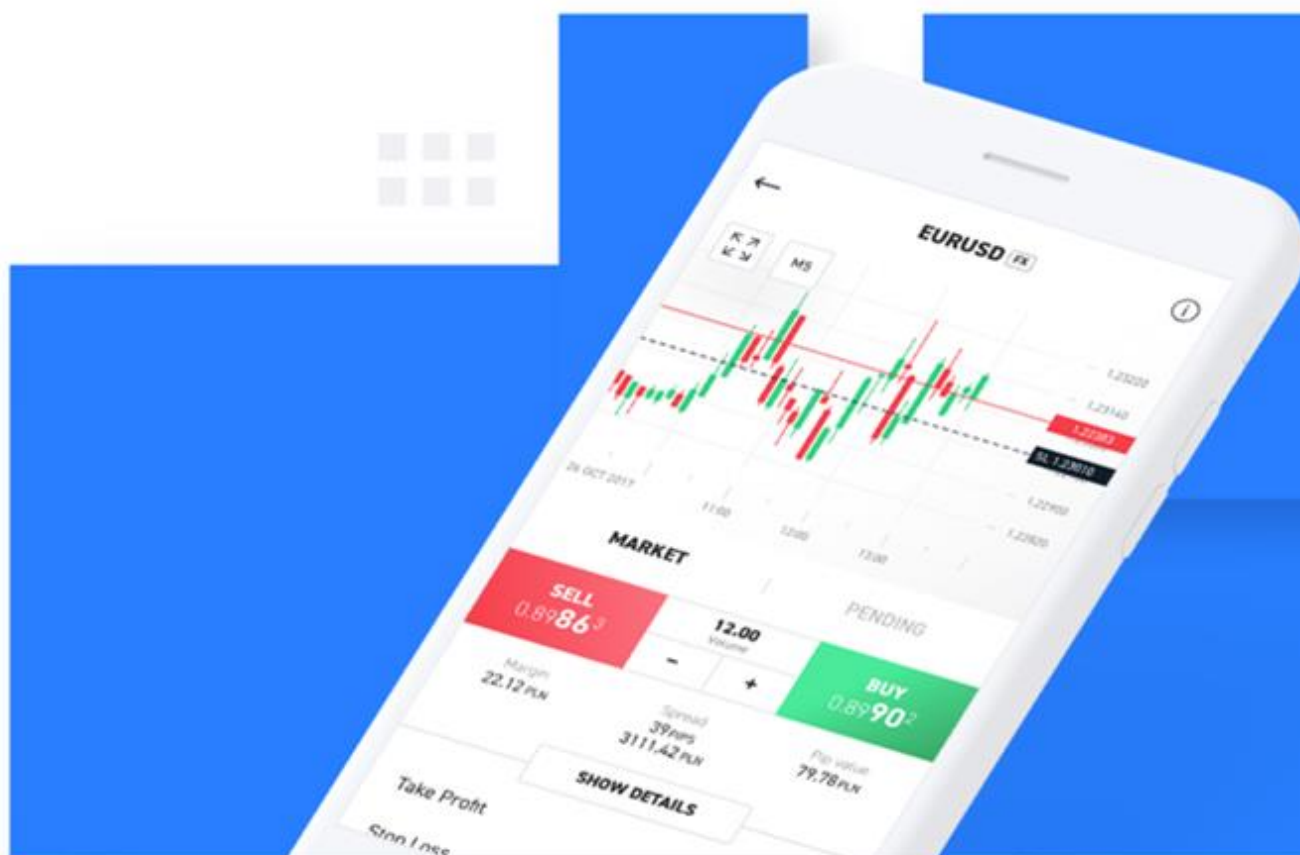 EURUSD FX
M5
1.23220
1.23140
1.22383
SL 1.23010
1.22900
1.22820
26 OCT 2017
11:00
12:00
13:00
MARKET
PENDING
SELL
0.89863
12.00
Volume
-
+
BUY
0.89902
Margin
22,12 PLN
Spread
39 PIPS
3111,42 PLN
Pip value
79,78 PLN
SHOW DETAILS
Take Profit
Stop Loss